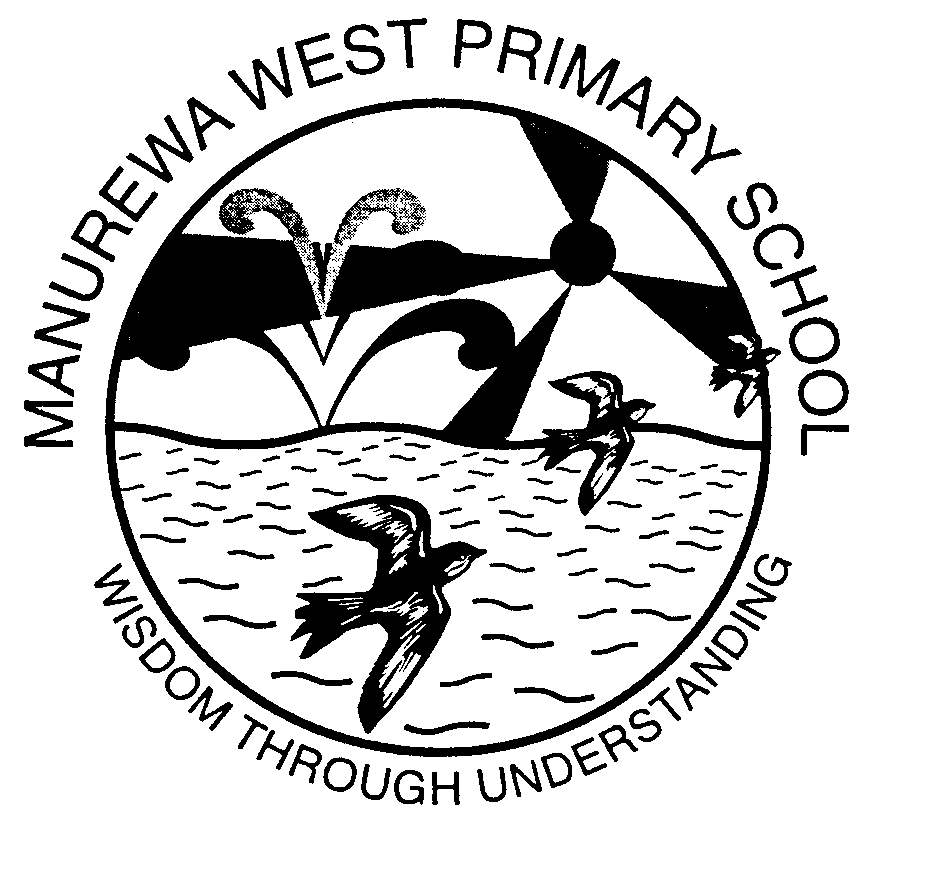 MANUREWA WEST PRIMARY SCHOOL
WISDOM THROUGH UNDERSTANDING